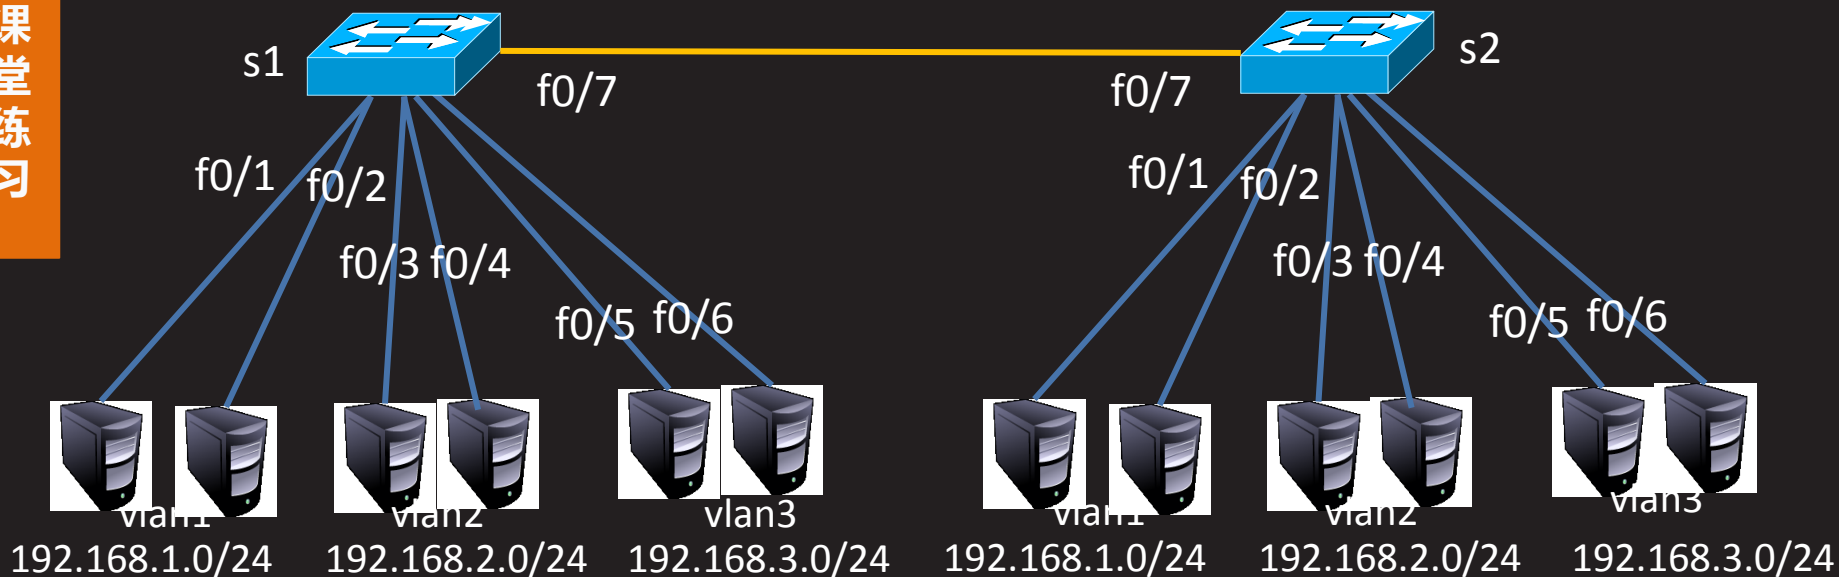 课
堂
练
习
s1
s2
f0/7
f0/7
f0/1
f0/2
f0/1
f0/2
f0/3
f0/4
f0/3
f0/4
f0/5
f0/6
f0/5
f0/6
vlan1
vlan2
vlan3
vlan1
vlan2
vlan3
192.168.1.0/24
192.168.2.0/24
192.168.3.0/24
192.168.1.0/24
192.168.2.0/24
192.168.3.0/24